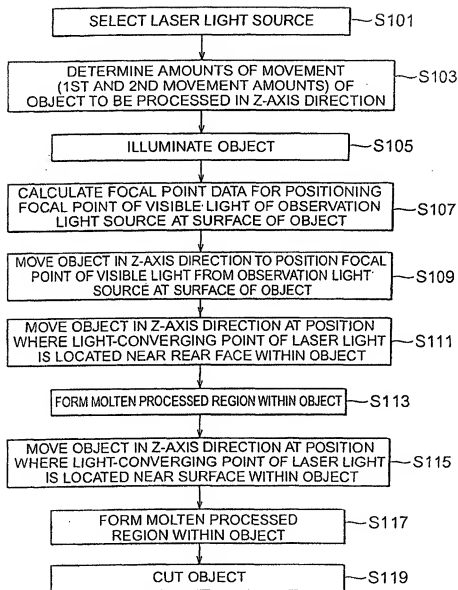 SELECT LASER LIGHT SOURCE
S101
DETERMINE AMOUNTS OF MOVEMENT
(1ST AND 2ND MOVEMENT AMOUNTS) OF
OBJECT TO BE PROCESSED IN Z-AXIS DIRECTION
S103
ILLUMINATE OBJECT
S105
CALCULATE FOCAL POINT DATA FOR POSITIONING
FOCAL POINT OF VISIBLE LIGHT OF OBSERVATION
LIGHT SOURCE AT SURFACE OF OBJECT
S107
MOVE OBJECT IN Z-AXIS DIRECTION TO POSITION FOCAL
POINT OF VISIBLE LIGHT FROM OBSERVATION LIGHT
SOURCE AT SURFACE OF OBJECT
S109
MOVE OBJECT IN Z-AXIS DIRECTION AT POSITION
WHERE LIGHT-CONVERGING POINT OF LASER LIGHT
IS LOCATED NEAR REAR FACE WITHIN OBJECT
S111
FORM MOLTEN PROCESSED REGION WITHIN OBJECT
S113
MOVE OBJECT IN Z-AXIS DIRECTION AT POSITION
WHERE LIGHT-CONVERGING POINT OF LASER LIGHT
IS LOCATED NEAR SURFACE WITHIN OBJECT
S115
FORM MOLTEN PROCESSED
REGION WITHIN OBJECT
S117
CUT OBJECT
S119